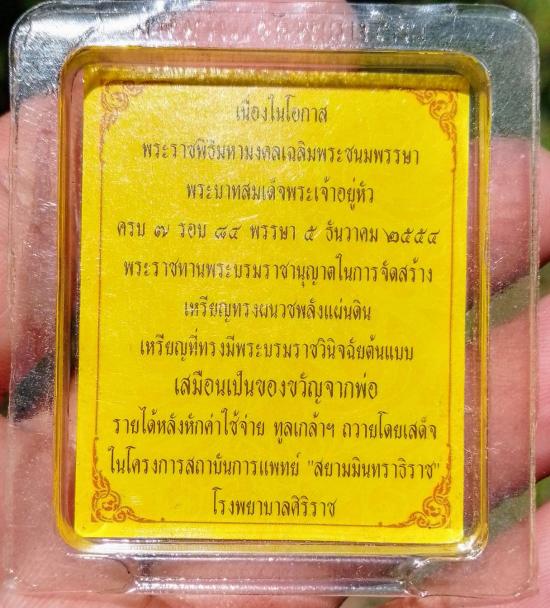 เนื่องในโอกาส
พระราชพิธีมหามงคลเฉลิมพระชนมพรรษา
พระบาทสมเด็จพระเจ้าอยู่หัว
ครบ ๗ รอบ ๘๔ พรรษา ๕ ธันวาคม ๒๕๕๔
พระราชทานพระบรมราชานุญาตในการจัดสร้าง
เหรียญทรงผนวชพลังแผ่นดิน
เหรียญที่ทรงมีพระบรมราชวินิจฉัยต้นแบบ
เสมือนเป็นของขวัญจากพ่อ
รายได้หลังหักค่าใช้จ่าย ทูลเกล้าฯ ถวายโดยเสด็จ
ในโครงการสถาบันการแพทย์ "สยามมินทราธิราช"
โรงพยาบาลศิริราช